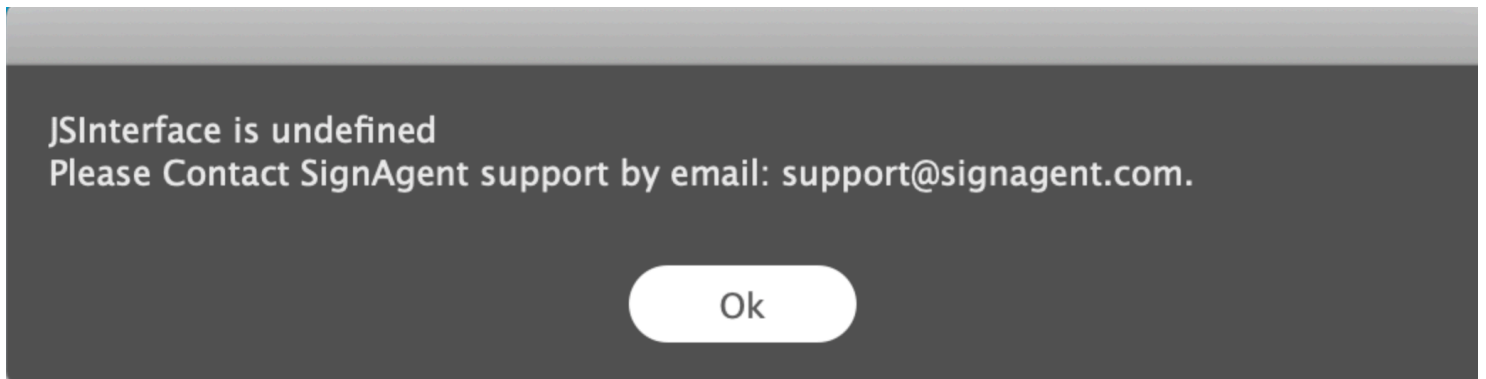 JSInterface is undefined
Please Contact SignAgent support by email: support@signagent.com.
Ok